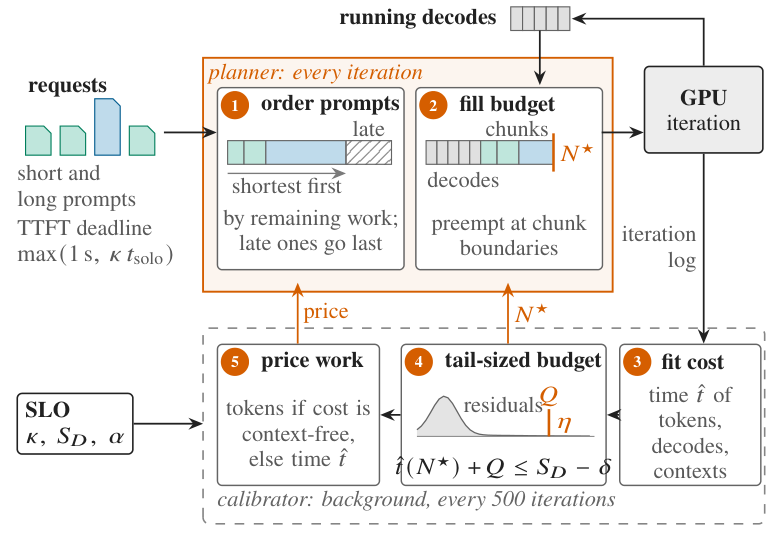 running decodes
requests
short and
long prompts
TTFT deadline
max(1 s, κ t_solo)
planner: every iteration
1 order prompts
late
shortest first
by remaining work;
late ones go last
2 fill budget
chunks
N★
decodes
preempt at chunk
boundaries
GPU
iteration
iteration
log
price
N★
SLO
κ, S_D, α
5 price work
tokens if cost is
context-free,
else time t̂
4 tail-sized budget
residuals
Q
η
t̂(N★) + Q ≤ S_D − δ
3 fit cost
time t̂ of
tokens,
decodes,
contexts
calibrator: background, every 500 iterations